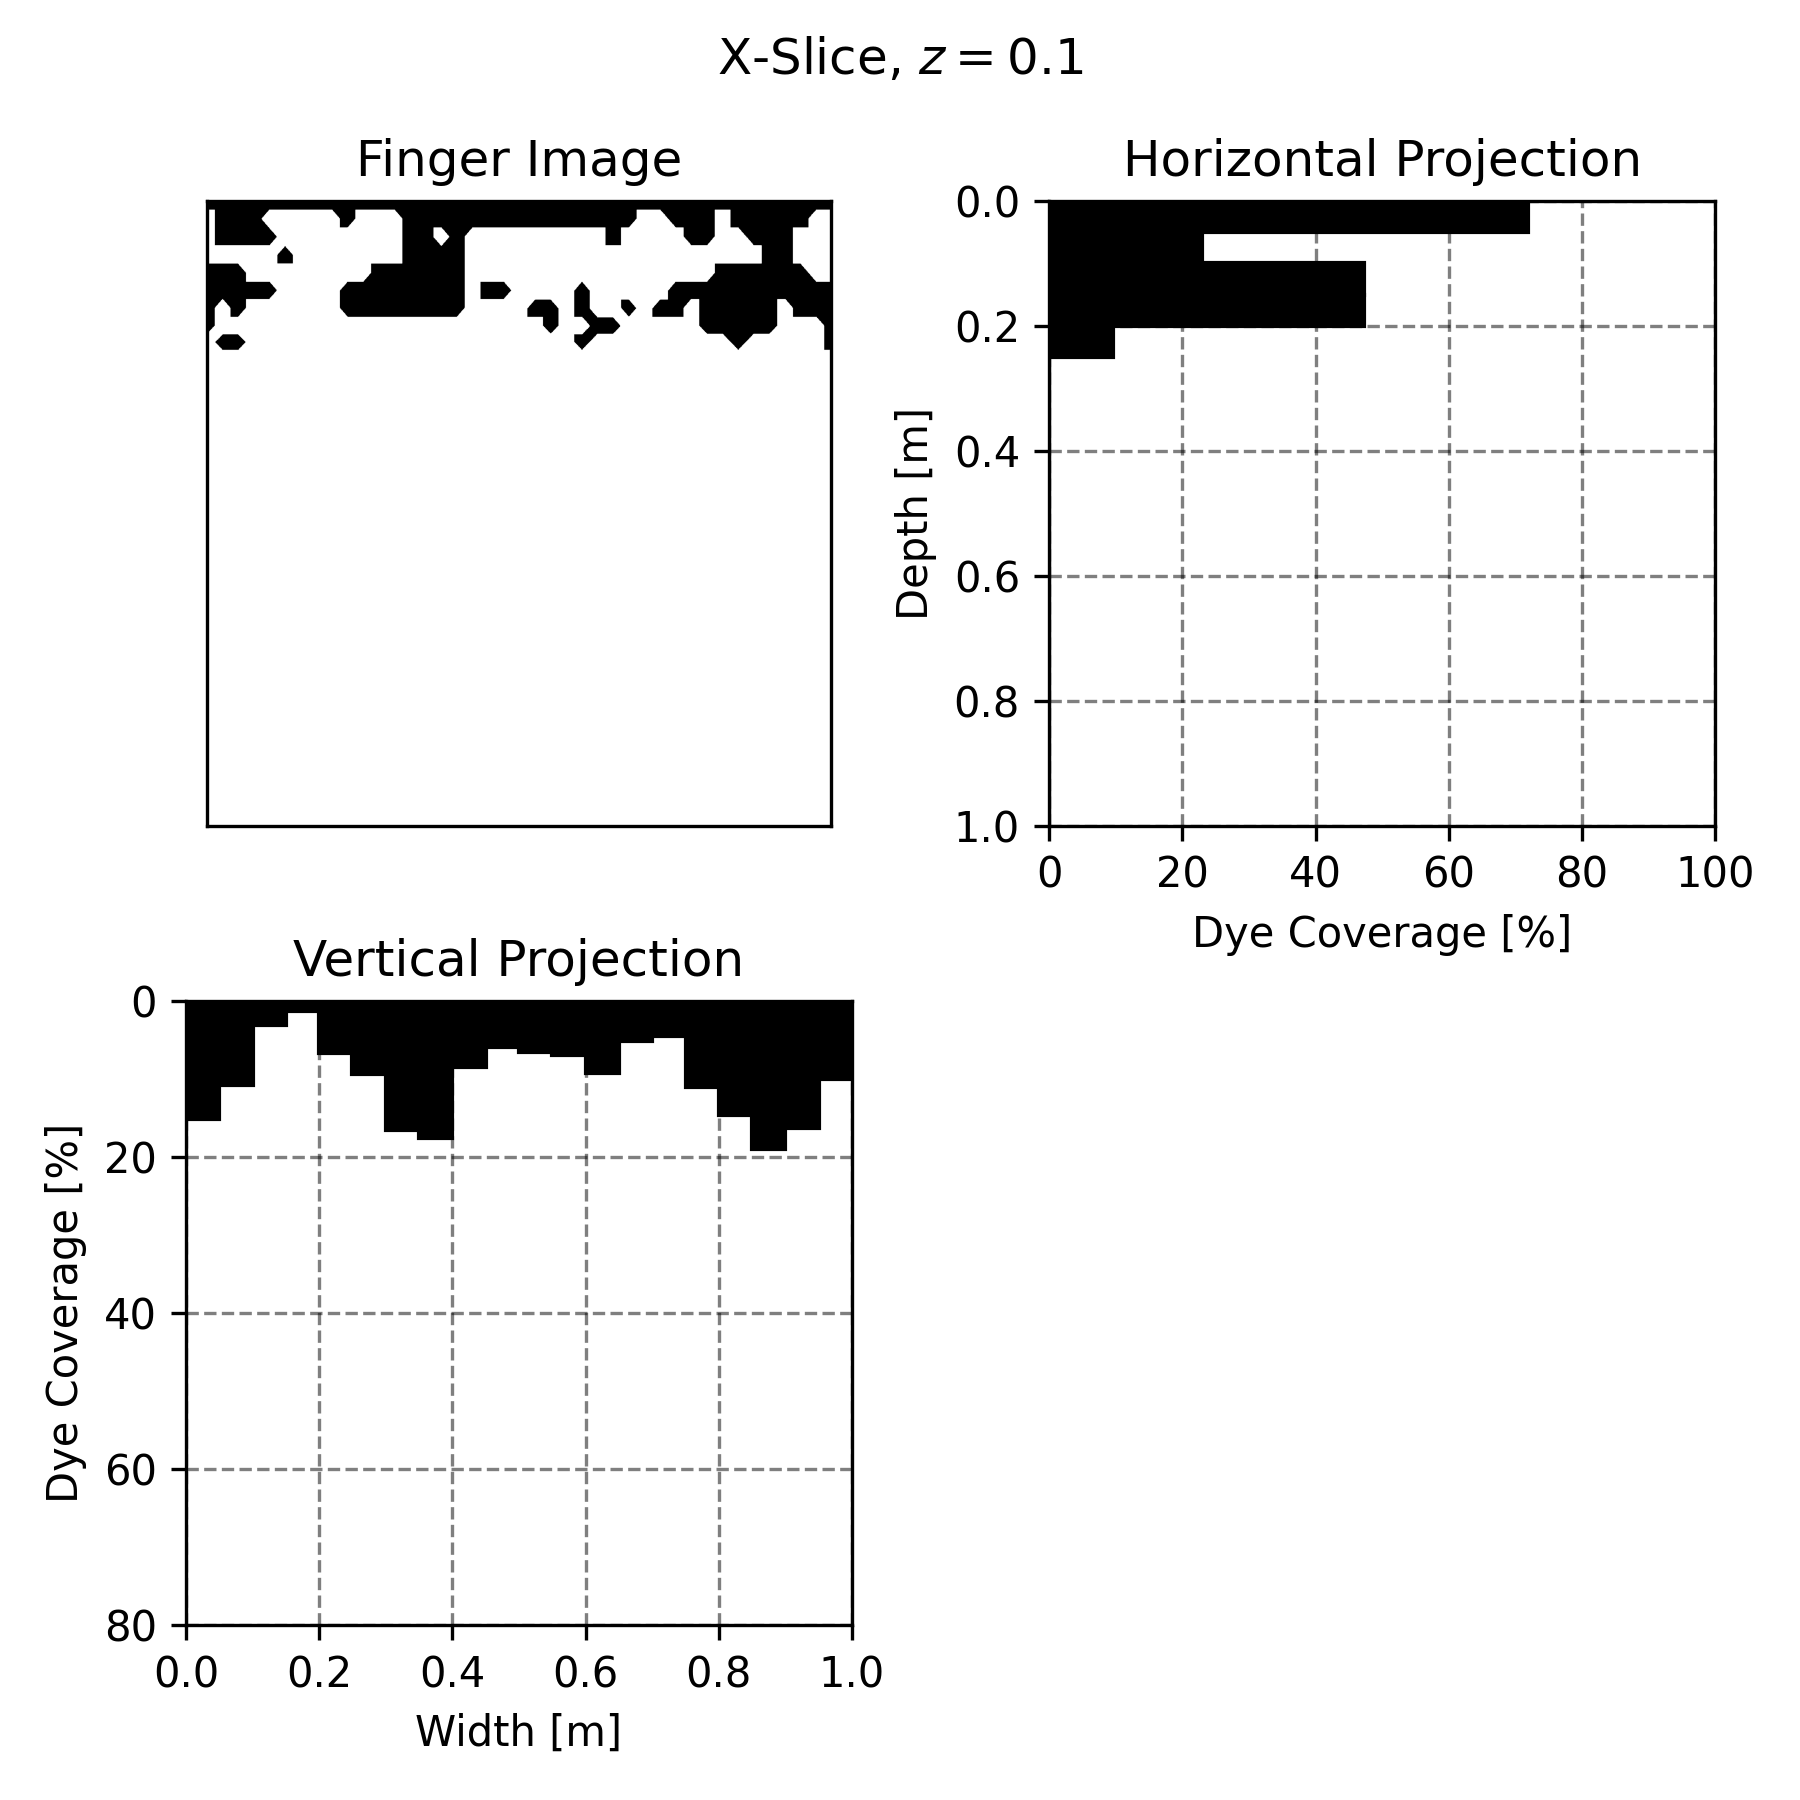 X-Slice, z = 0.1
Finger Image
Horizontal Projection
0.0
0.2
0.4
0.6
0.8
1.0
Depth [m]
0 20 40 60 80 100
Dye Coverage [%]
Vertical Projection
0
20
40
60
80
Dye Coverage [%]
0.0 0.2 0.4 0.6 0.8 1.0
Width [m]